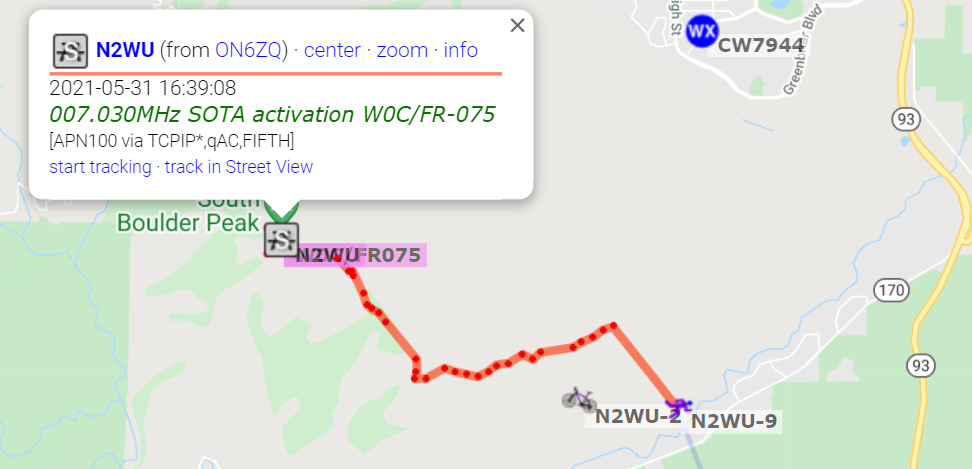 N2WU (from ON6ZQ) · center · zoom · info
2021-05-31 16:39:08
007.030MHz SOTA activation W0C/FR-075
[APN100 via TCPIP*,qAC,FIFTH]
start tracking · track in Street View
igh St
WX
CW7944
Greenbriar Blvd
93
South
Boulder Peak
S
N2WU FR075
170
93
N2WU-2
N2WU-9